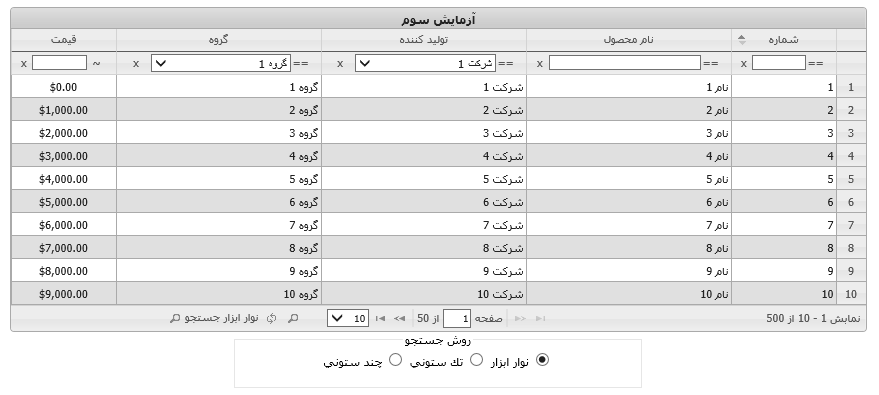 آزمایش سوم
شماره نام محصول تولید کننده گروه قیمت
== x == x == شرکت 1 x == گروه 1 x ~ x
1 1 نام 1 شرکت 1 گروه 1 $0.00
2 2 نام 2 شرکت 2 گروه 2 $1,000.00
3 3 نام 3 شرکت 3 گروه 3 $2,000.00
4 4 نام 4 شرکت 4 گروه 4 $3,000.00
5 5 نام 5 شرکت 5 گروه 5 $4,000.00
6 6 نام 6 شرکت 6 گروه 6 $5,000.00
7 7 نام 7 شرکت 7 گروه 7 $6,000.00
8 8 نام 8 شرکت 8 گروه 8 $7,000.00
9 9 نام 9 شرکت 9 گروه 9 $8,000.00
10 10 نام 10 شرکت 10 گروه 10 $9,000.00
نمایش 1 - 10 از 500 صفحه 1 از 50 10 نوار ابزار جستجو
روش جستجو
نوار ابزار تك ستوني چند ستوني